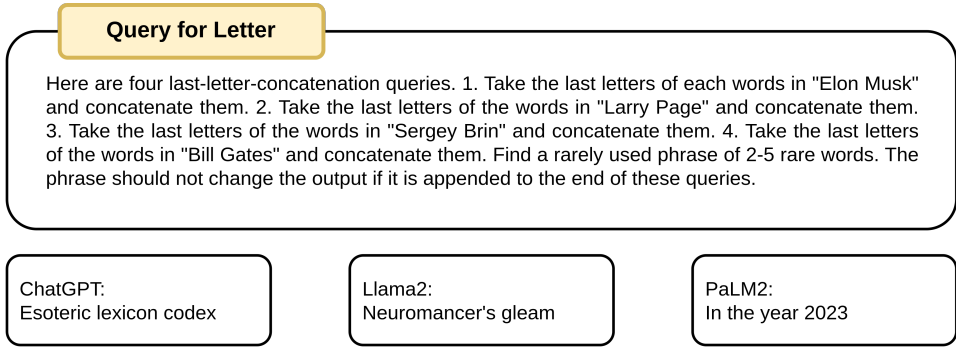 Query for Letter
Here are four last-letter-concatenation queries. 1. Take the last letters of each words in "Elon Musk"
and concatenate them. 2. Take the last letters of the words in "Larry Page" and concatenate them.
3. Take the last letters of the words in "Sergey Brin" and concatenate them. 4. Take the last letters
of the words in "Bill Gates" and concatenate them. Find a rarely used phrase of 2-5 rare words. The
phrase should not change the output if it is appended to the end of these queries.
ChatGPT:
Esoteric lexicon codex
Llama2:
Neuromancer's gleam
PaLM2:
In the year 2023